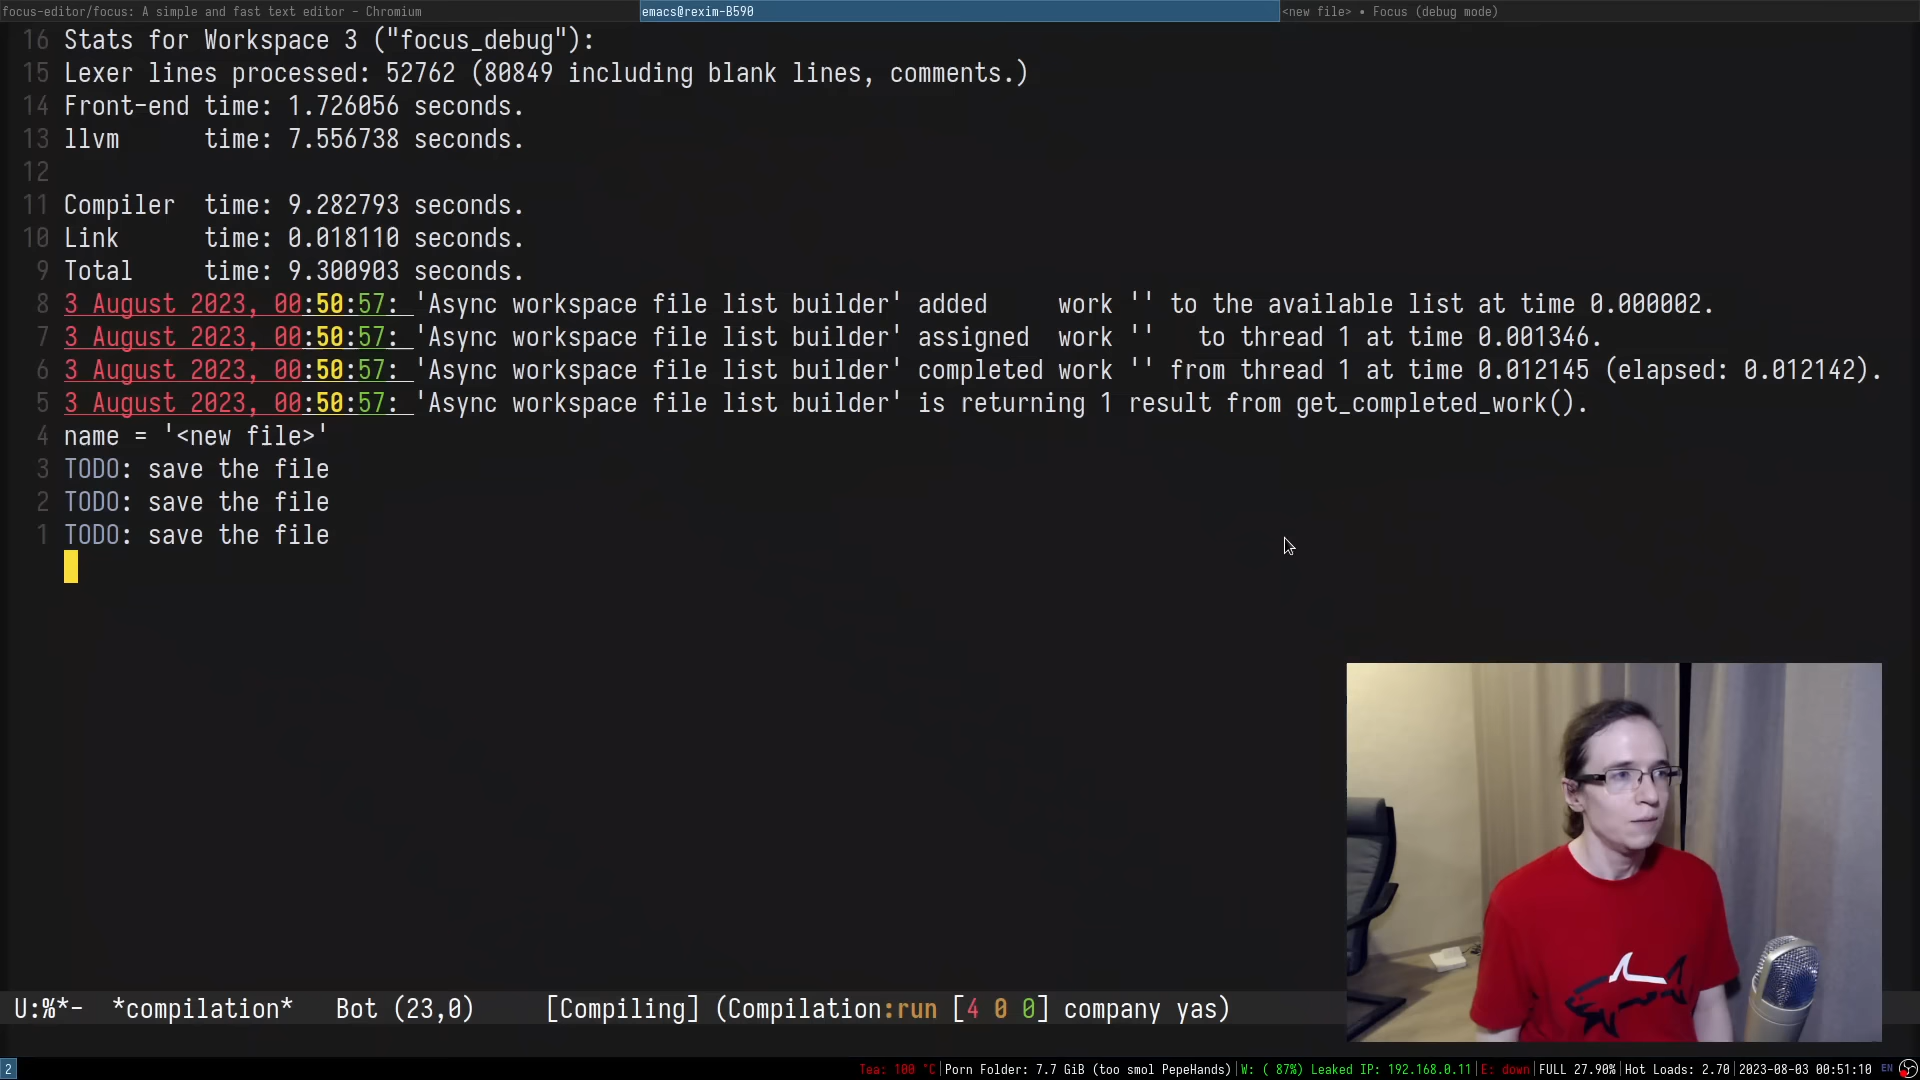 focus-editor/focus: A simple and fast text editor - Chromium
emacs@rexim-B590
<new file> • Focus (debug mode)
16 Stats for Workspace 3 ("focus_debug"):
15 Lexer lines processed: 52762 (80849 including blank lines, comments.)
14 Front-end time: 1.726056 seconds.
13 llvm      time: 7.556738 seconds.
12
11 Compiler  time: 9.282793 seconds.
10 Link      time: 0.018110 seconds.
9 Total     time: 9.300903 seconds.
8 3 August 2023, 00:50:57: 'Async workspace file list builder' added     work '' to the available list at time 0.000002.
7 3 August 2023, 00:50:57: 'Async workspace file list builder' assigned  work ''   to thread 1 at time 0.001346.
6 3 August 2023, 00:50:57: 'Async workspace file list builder' completed work '' from thread 1 at time 0.012145 (elapsed: 0.012142).
5 3 August 2023, 00:50:57: 'Async workspace file list builder' is returning 1 result from get_completed_work().
4 name = '<new file>'
3 TODO: save the file
2 TODO: save the file
1 TODO: save the file
U:%*-  *compilation*   Bot (23,0)     [Compiling] (Compilation:run [4 0 0] company yas)
2
Tea: 100 °C|Porn Folder: 7.7 GiB (too smol PepeHands)|W: ( 87%) Leaked IP: 192.168.0.11|E: down|FULL 27.90%|Hot Loads: 2.70|2023-08-03 00:51:10 EN